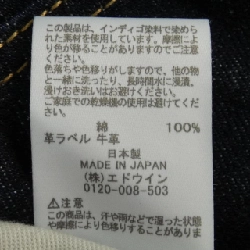 この製品は、インディゴ染料で染めら
れた素材を使用しています。摩擦により
色が移ることがありますのでご注意
ください。
色落ちや色移りがしますので、他の物
と一緒に洗ったり、長時間の水浸し、
浸けおき洗いはお避けください。
ご家庭での乾燥機の使用は避けてくだ
さい。
綿 100%
革ラベル 牛革
日本製
MADE IN JAPAN
(株)エドウイン
0120-008-503
⚠注意
この商品は、汗や雨などで湿った状態
や摩擦により色が移ることがあり